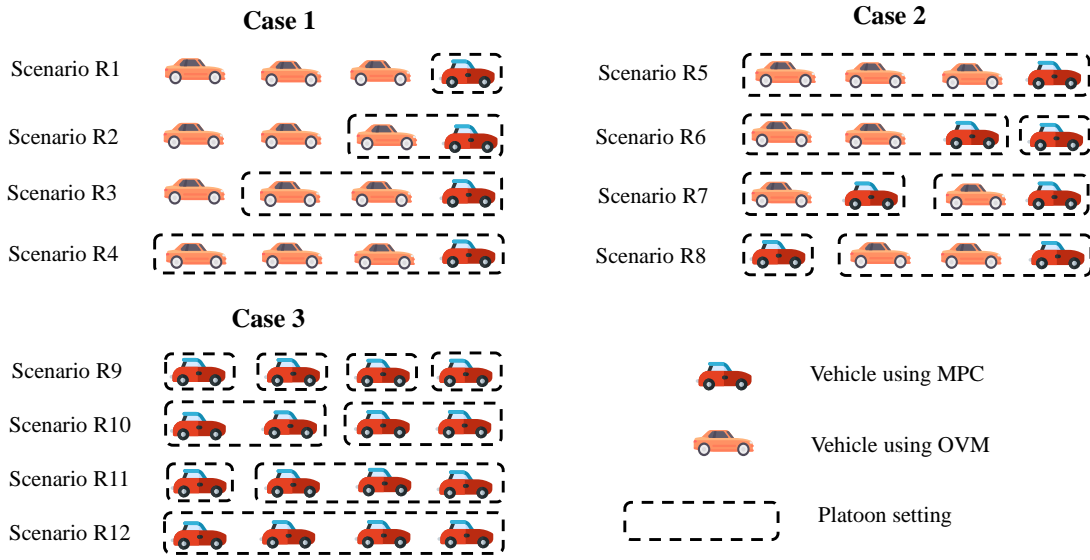 Case 1
Scenario R1
Scenario R2
Scenario R3
Scenario R4
Case 2
Scenario R5
Scenario R6
Scenario R7
Scenario R8
Case 3
Scenario R9
Scenario R10
Scenario R11
Scenario R12
Vehicle using MPC
Vehicle using OVM
Platoon setting